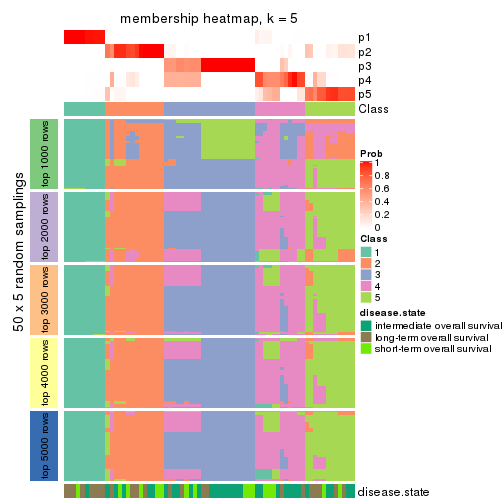 membership heatmap, k = 5
p1
p2
p3
p4
p5
Class
50 x 5 random samplings
top 1000 rows
top 2000 rows
top 3000 rows
top 4000 rows
top 5000 rows
Prob
1
0.8
0.6
0.4
0.2
0
Class
1
2
3
4
5
disease.state
intermediate overall survival
long-term overall survival
short-term overall survival
disease.state